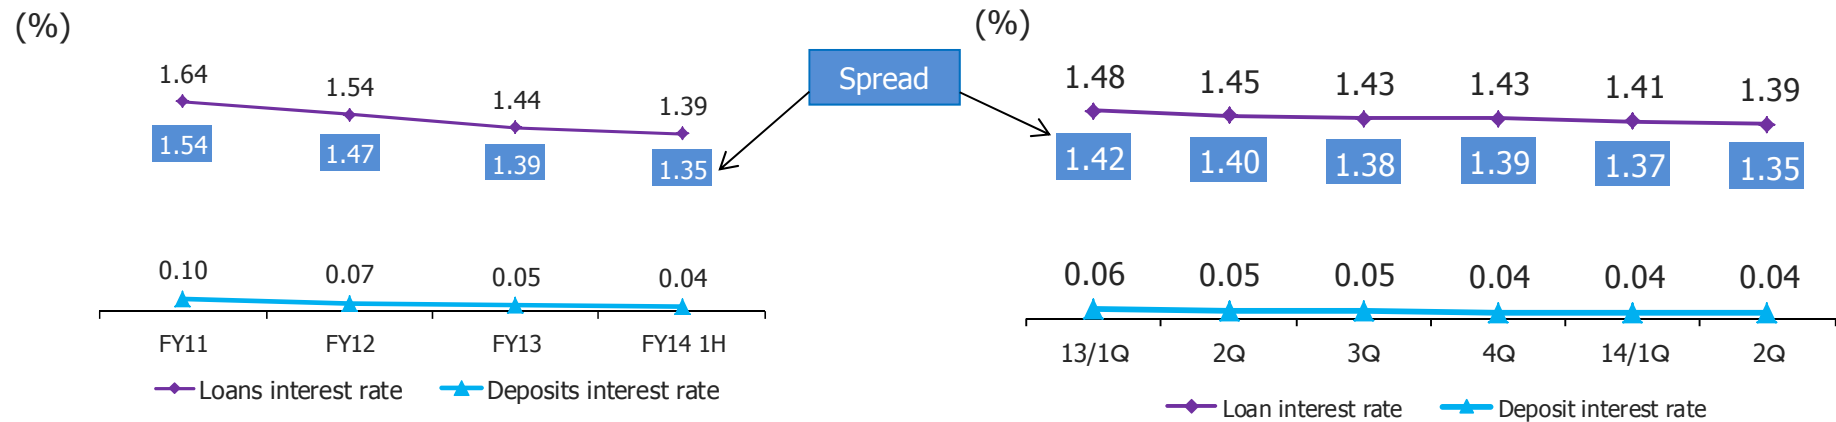 (%)
1.64 1.54 1.44 1.39
1.54 1.47 1.39 1.35
0.10 0.07 0.05 0.04
FY11 FY12 FY13 FY14 1H
Loans interest rate Deposits interest rate
Spread
(%)
1.48 1.45 1.43 1.43 1.41 1.39
1.42 1.40 1.38 1.39 1.37 1.35
0.06 0.05 0.05 0.04 0.04 0.04
13/1Q 2Q 3Q 4Q 14/1Q 2Q
Loan interest rate Deposit interest rate